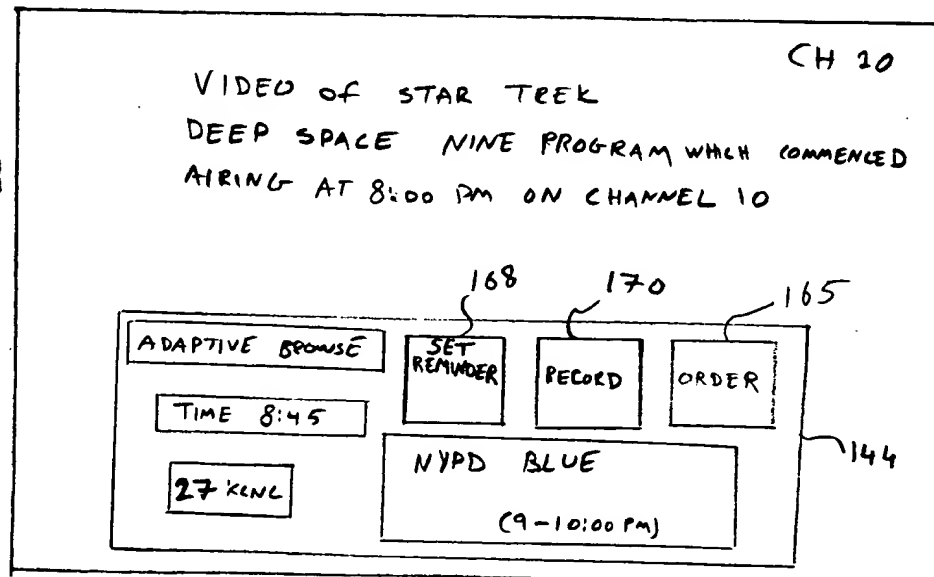 CH 10
VIDEO of STAR TREK
DEEP SPACE NINE PROGRAM WHICH COMMENCED
AIRING AT 8:00 PM ON CHANNEL 10
168 170 165
ADAPTIVE BROWSE
SET
REMINDER
RECORD
ORDER
TIME 8:45
144
NYPD BLUE
27
(9-10:00 PM)